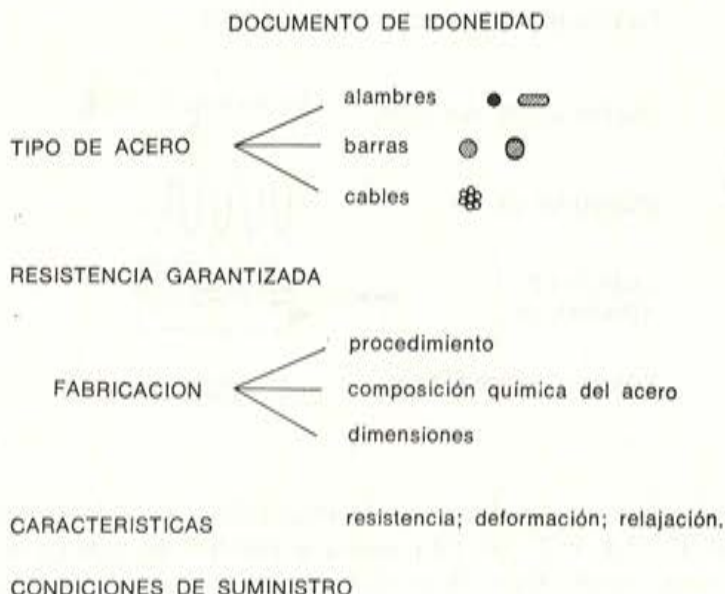 DOCUMENTO DE IDONEIDAD
alambres
TIPO DE ACERO barras
cables
RESISTENCIA GARANTIZADA
procedimiento
FABRICACION composición química del acero
dimensiones
CARACTERISTICAS resistencia; deformación; relajación,
CONDICIONES DE SUMINISTRO